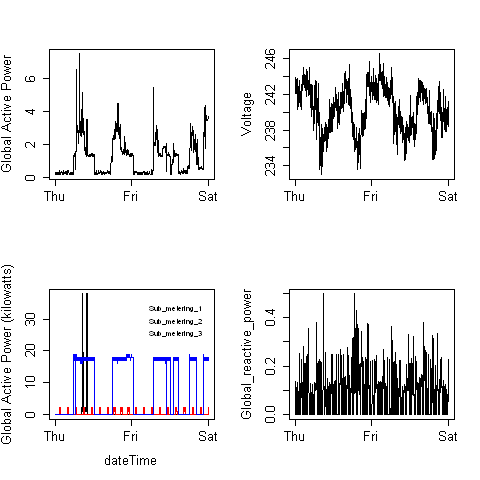 Global Active Power
0 2 4 6
Thu Fri Sat
Voltage
234 238 242 246
Thu Fri Sat
Global Active Power (kilowatts)
0 10 20 30
Sub_metering_1
Sub_metering_2
Sub_metering_3
Thu Fri Sat
dateTime
Global_reactive_power
0.0 0.2 0.4
Thu Fri Sat